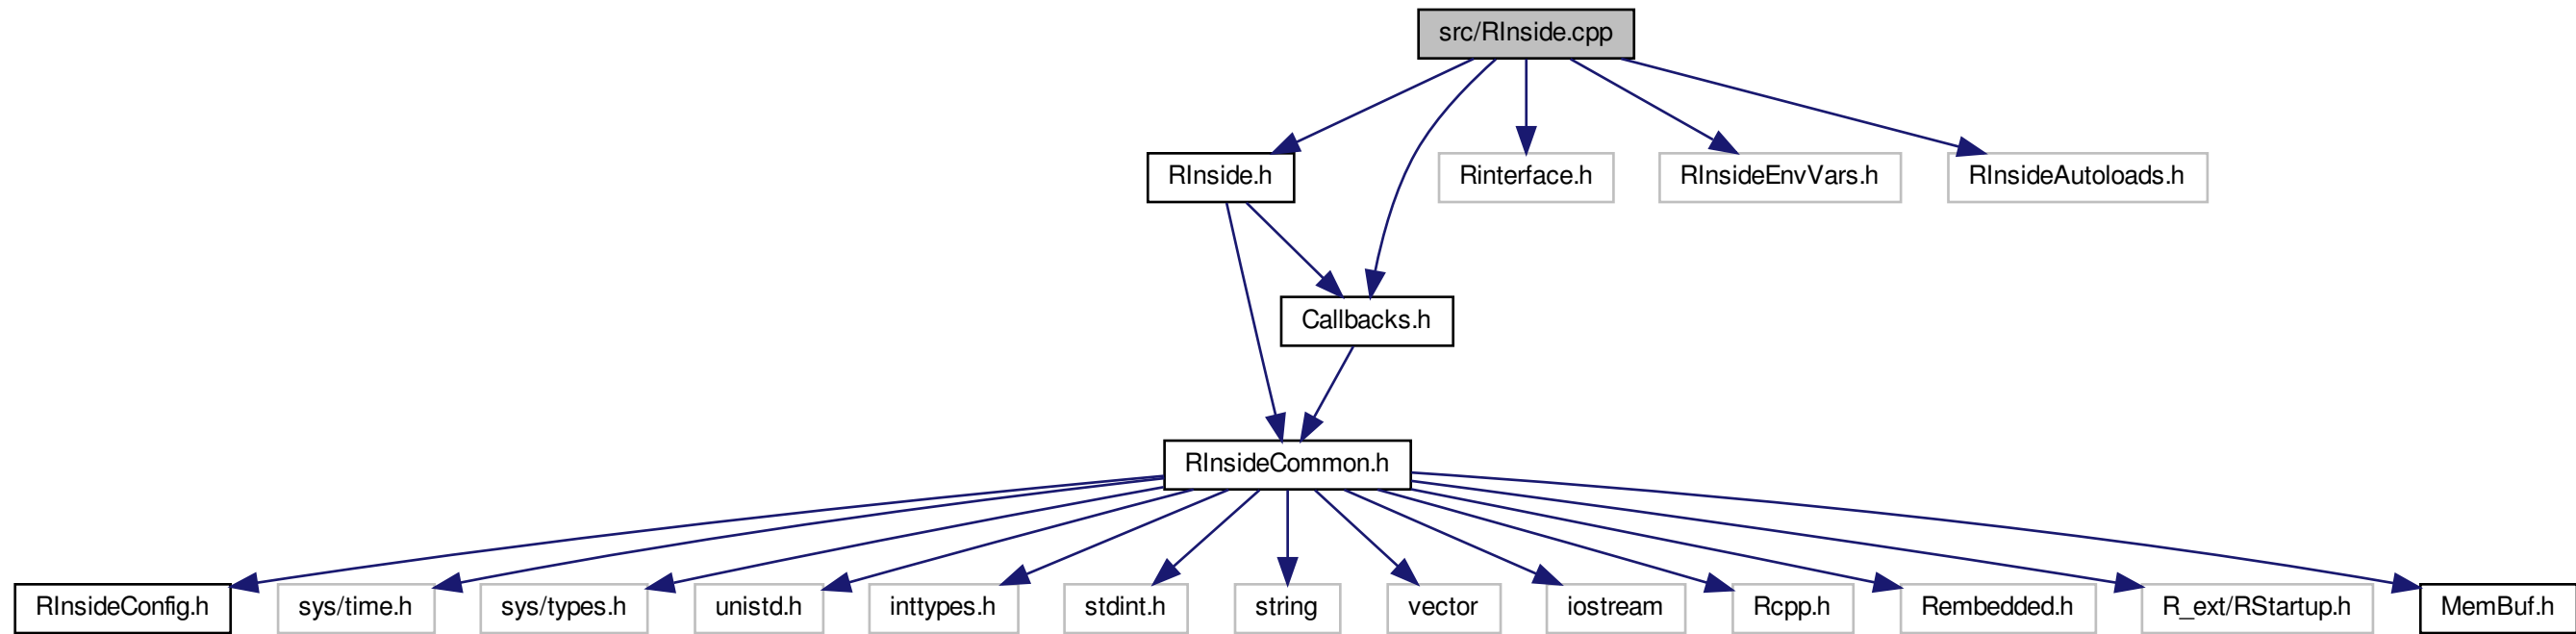 src/RInside.cpp
RInside.h
Rinterface.h
RInsideEnvVars.h
RInsideAutoloads.h
Callbacks.h
RInsideCommon.h
RInsideConfig.h
sys/time.h
sys/types.h
unistd.h
inttypes.h
stdint.h
string
vector
iostream
Rcpp.h
Rembedded.h
R_ext/RStartup.h
MemBuf.h